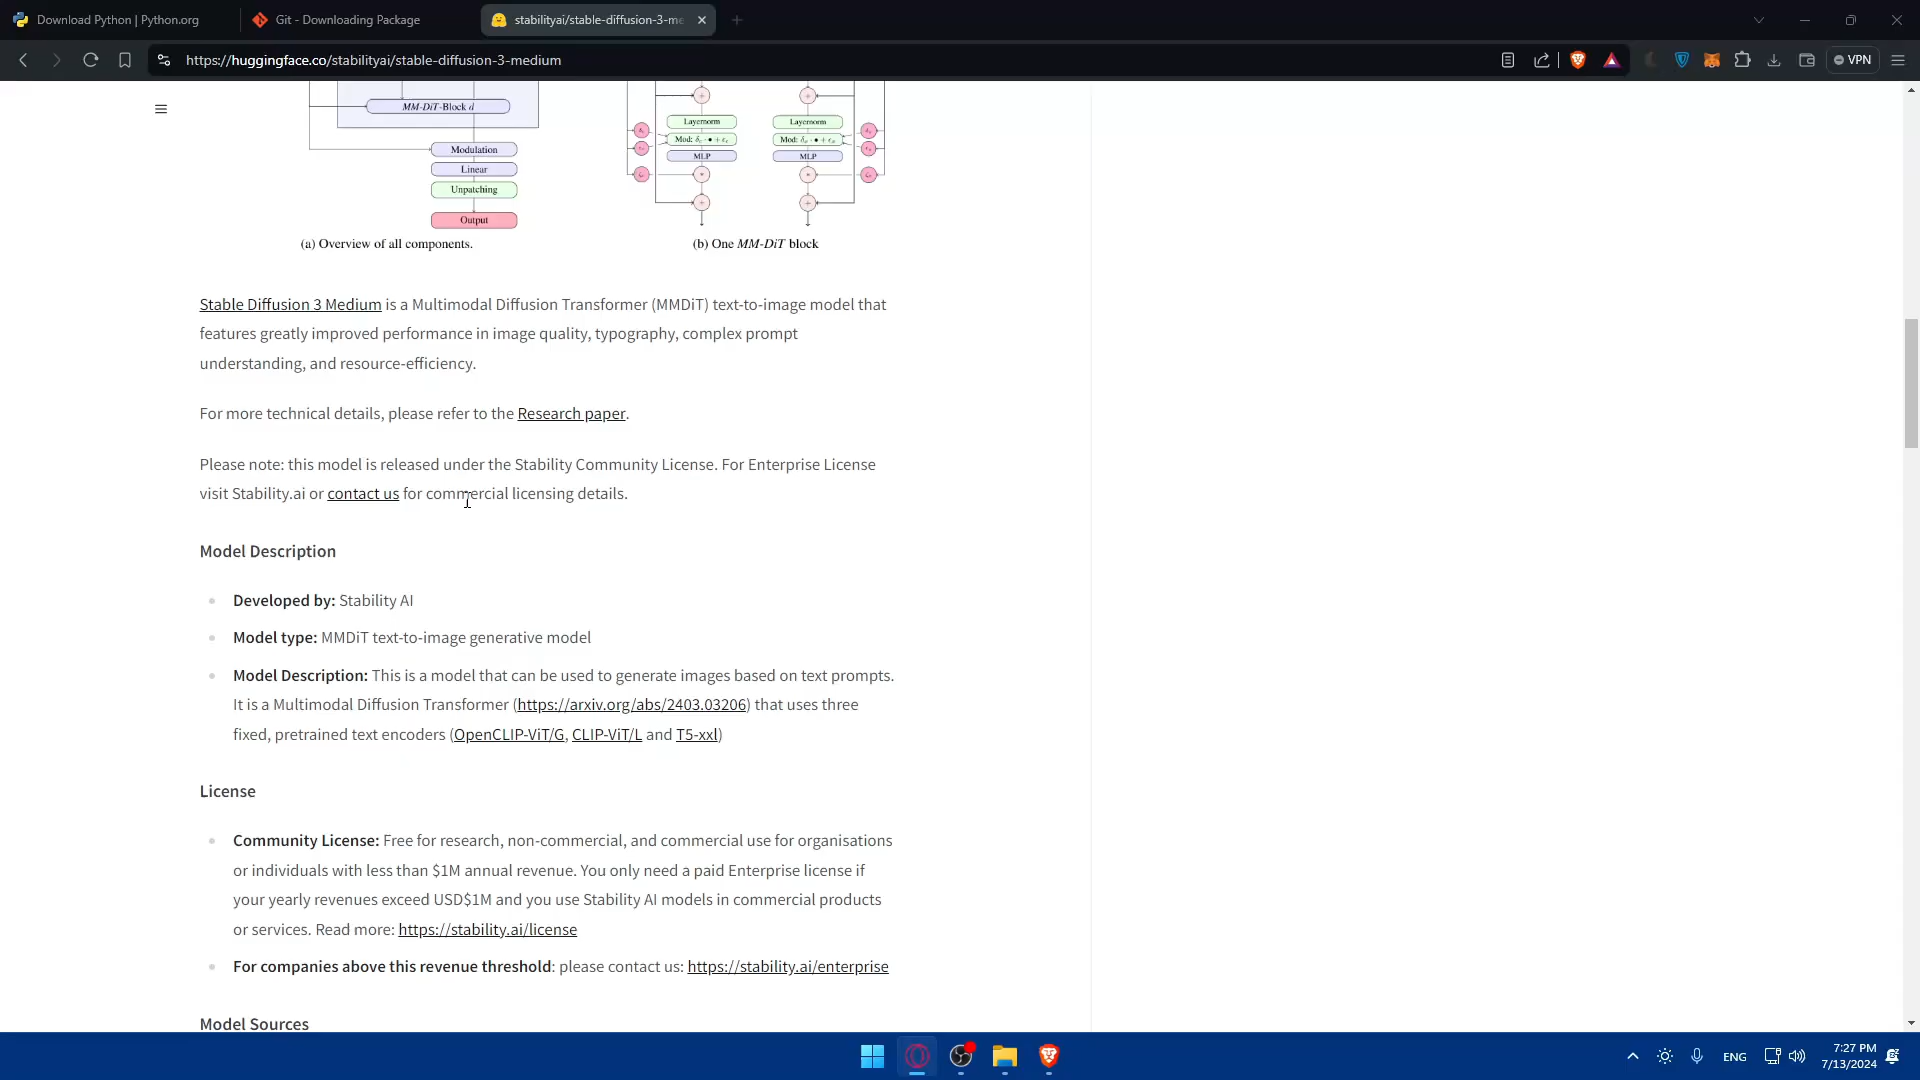 Download Python | Python.org
Git - Downloading Package
stabilityai/stable-diffusion-3-me
https://huggingface.co/stabilityai/stable-diffusion-3-medium
VPN
MM-DiT-Block d
Modulation
Linear
Unpatching
Output
Layernorm
Layernorm
MLP
MLP
(a) Overview of all components.
(b) One MM-DiT block
Stable Diffusion 3 Medium is a Multimodal Diffusion Transformer (MMDiT) text-to-image model that
features greatly improved performance in image quality, typography, complex prompt
understanding, and resource-efficiency.
For more technical details, please refer to the Research paper.
Please note: this model is released under the Stability Community License. For Enterprise License
visit Stability.ai or contact us for commercial licensing details.
Model Description
Developed by: Stability AI
Model type: MMDiT text-to-image generative model
Model Description: This is a model that can be used to generate images based on text prompts.
It is a Multimodal Diffusion Transformer (https://arxiv.org/abs/2403.03206) that uses three
fixed, pretrained text encoders (OpenCLIP-ViT/G, CLIP-ViT/L and T5-xxl)
License
Community License: Free for research, non-commercial, and commercial use for organisations
or individuals with less than $1M annual revenue. You only need a paid Enterprise license if
your yearly revenues exceed USD$1M and you use Stability AI models in commercial products
or services. Read more: https://stability.ai/license
For companies above this revenue threshold: please contact us: https://stability.ai/enterprise
Model Sources
ENG
7:27 PM
7/13/2024